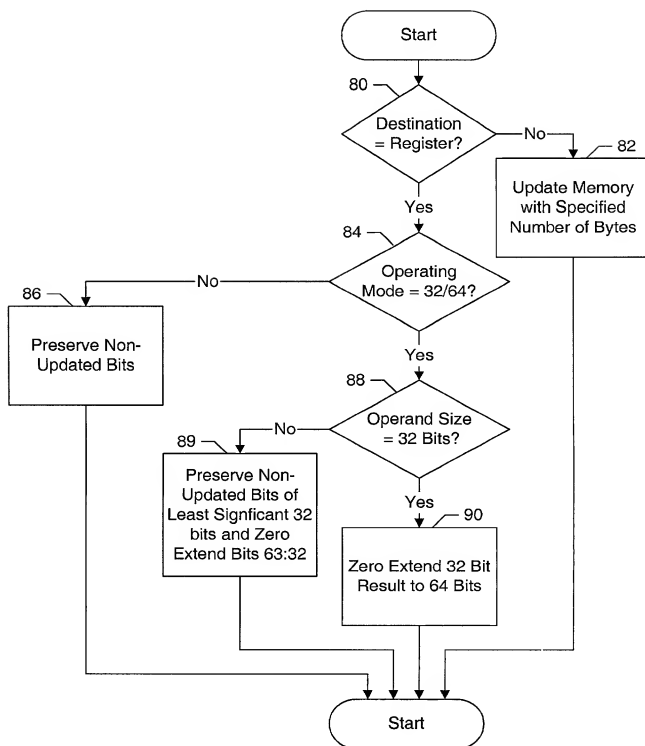 Start
80
Destination
= Register?
No
82
Update Memory
with Specified
Number of Bytes
Yes
84
Operating
Mode = 32/64?
No
86
Preserve Non-
Updated Bits
Yes
88
Operand Size
= 32 Bits?
No
89
Preserve Non-
Updated Bits of
Least Signficant 32
bits and Zero
Extend Bits 63:32
Yes
90
Zero Extend 32 Bit
Result to 64 Bits
Start